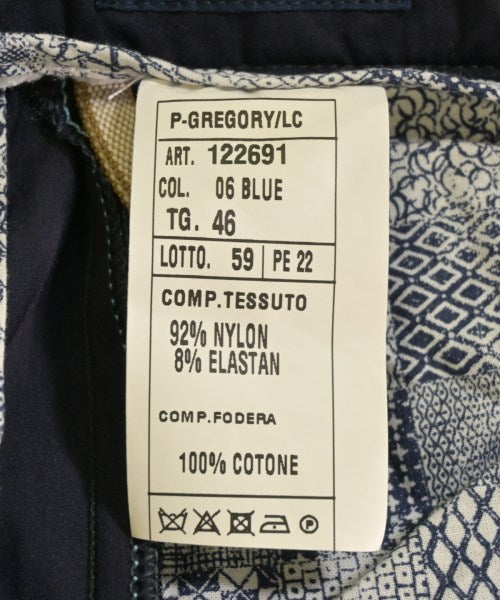 P-GREGORY/LC
ART. 122691
COL. 06 BLUE
TG. 46
LOTTO. 59 | PE 22
COMP.TESSUTO
92% NYLON
8% ELASTAN
COMP.FODERA
100% COTONE
P